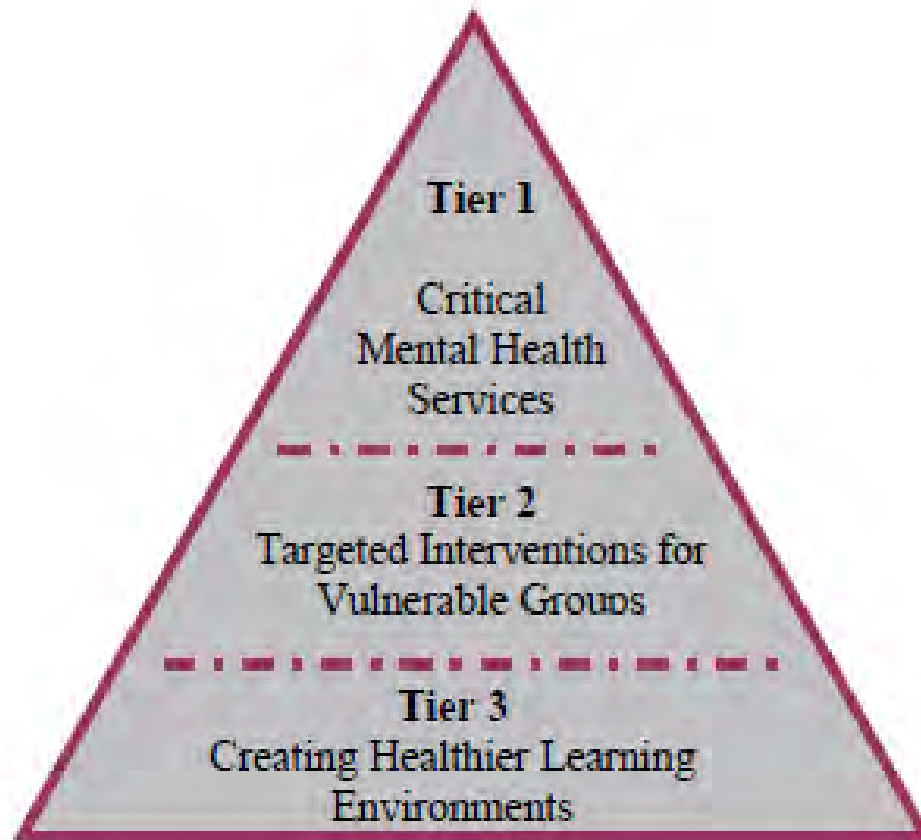 Tier 1
Critical
Mental Health
Services
Tier 2
Targeted Interventions for
Vulnerable Groups
Tier 3
Creating Healthier Learning
Environments